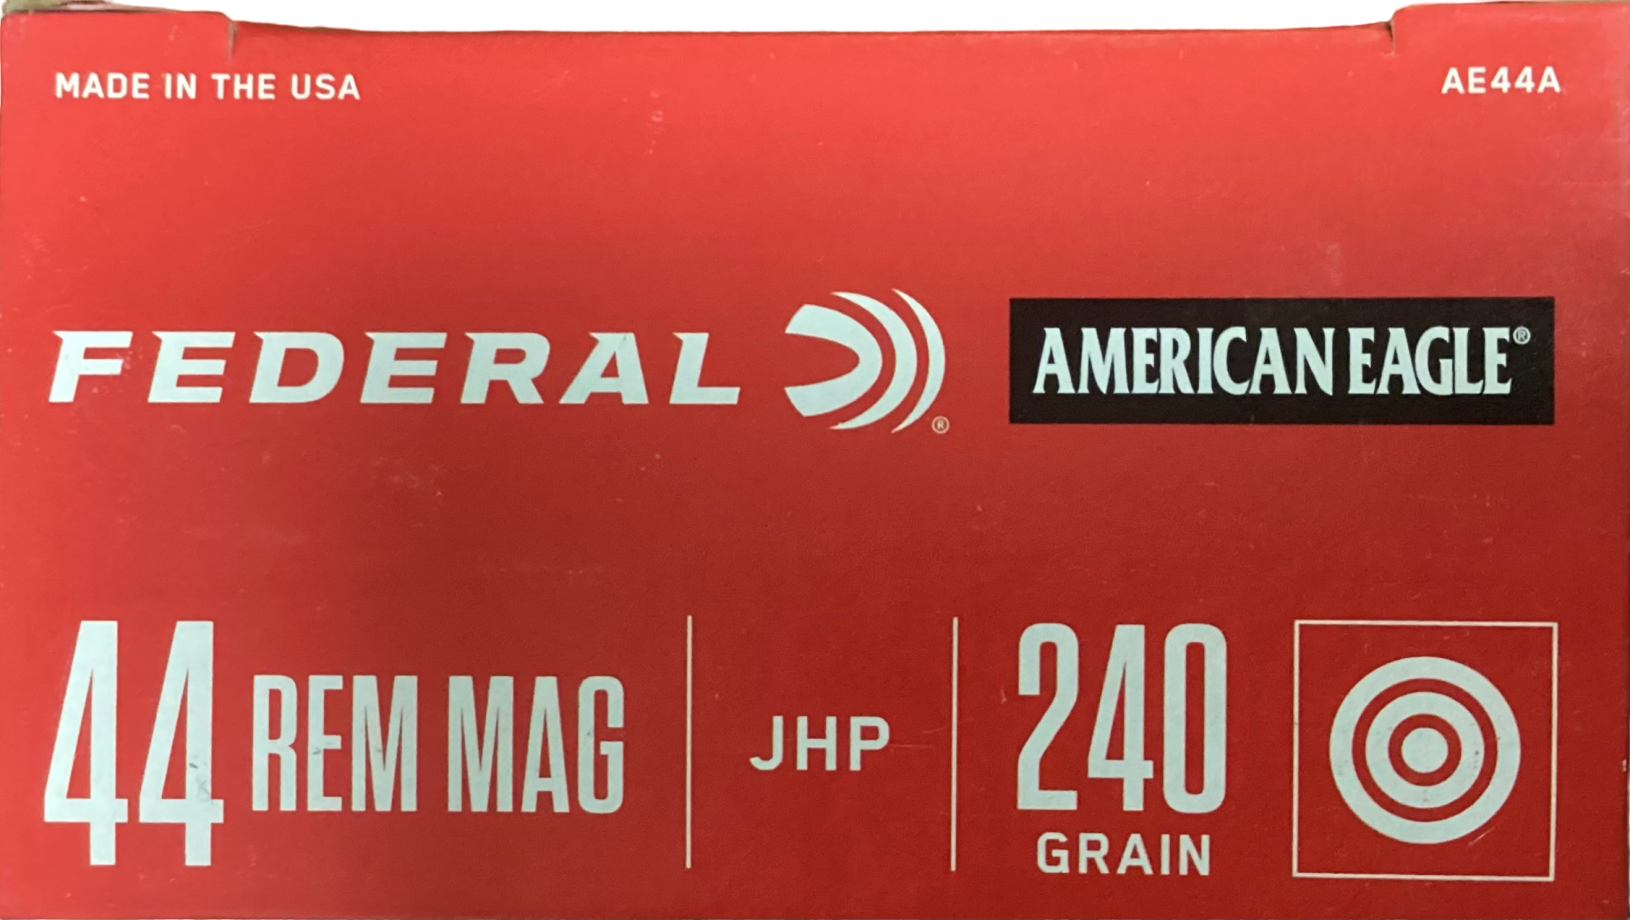 MADE IN THE USA
AE44A
FEDERAL ®
AMERICAN EAGLE®
44 REM MAG
JHP
240
GRAIN